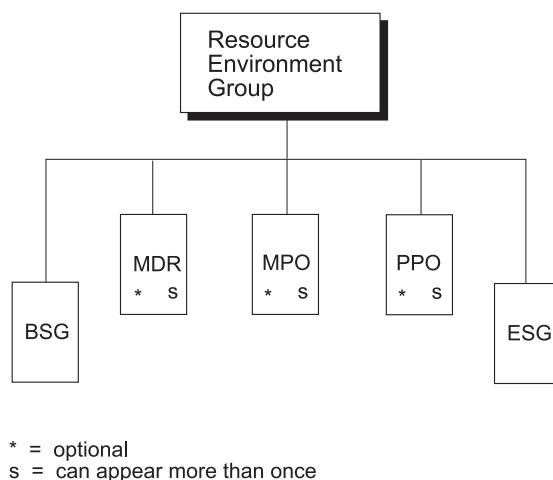 Resource
Environment
Group
MDR
* s
MPO
* s
PPO
* s
BSG
ESG
* = optional
s = can appear more than once